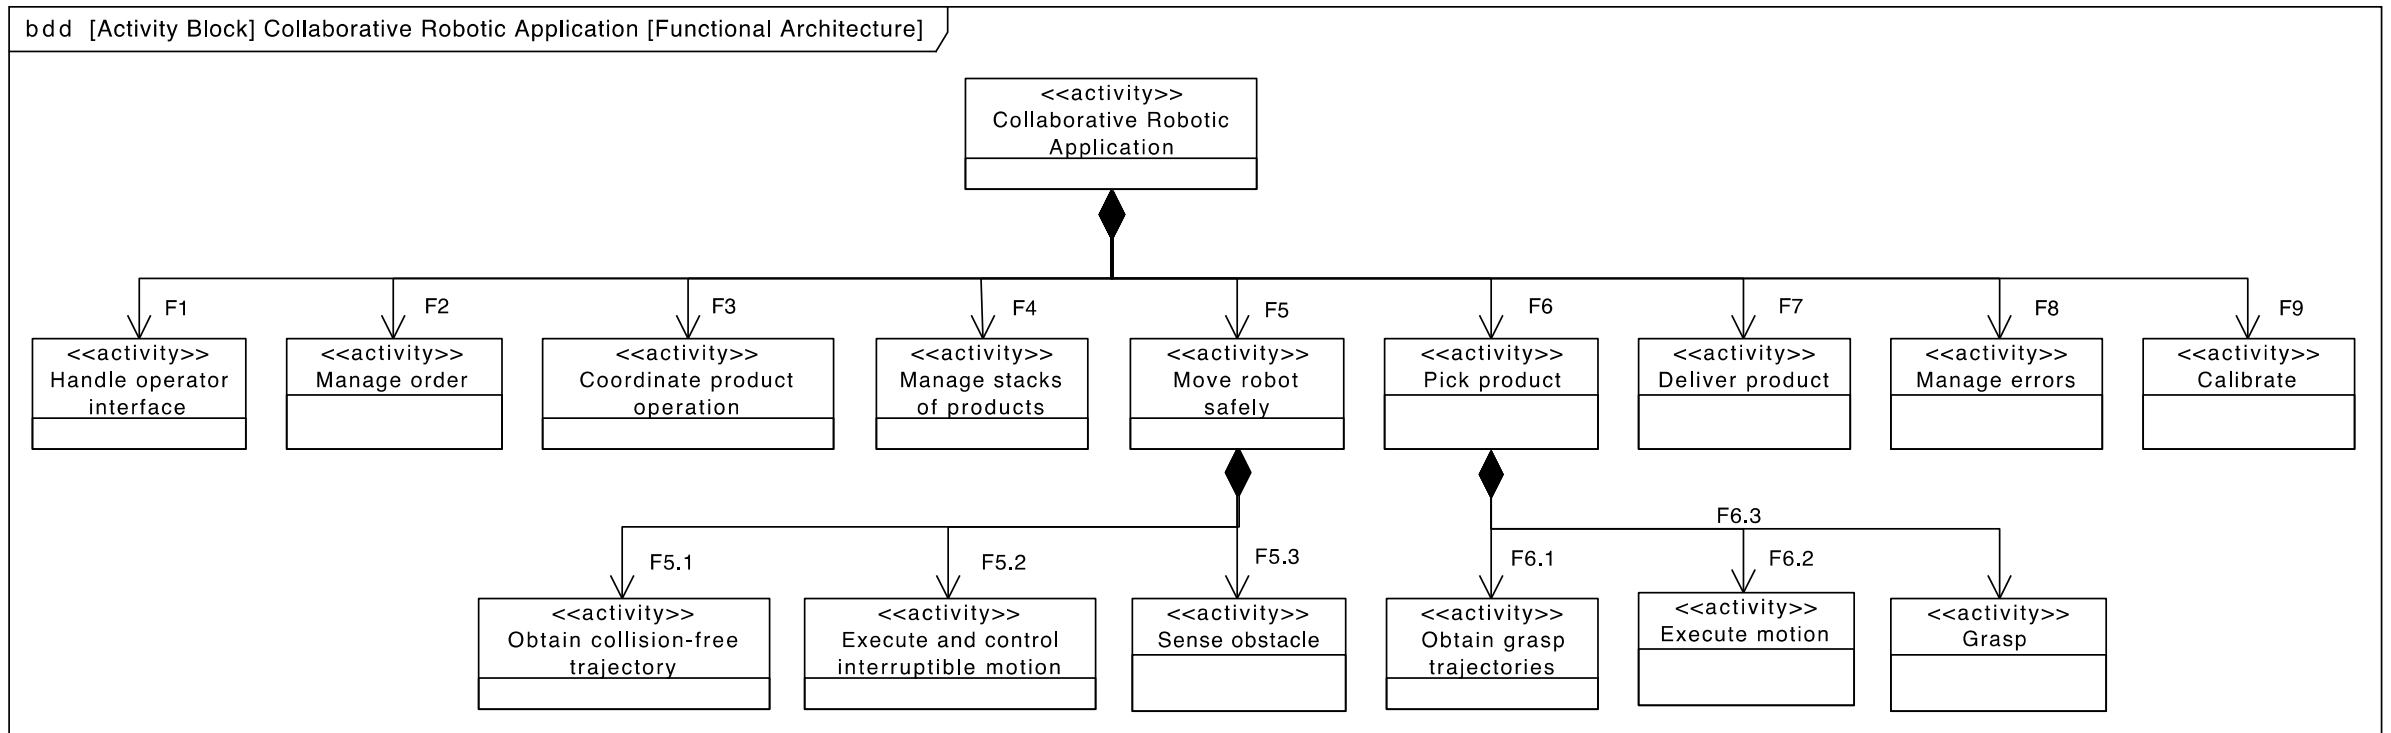 bdd [Activity Block] Collaborative Robotic Application [Functional Architecture]
<<activity>>
Collaborative Robotic
Application
F1
F2
F3
F4
F5
F6
F7
F8
F9
<<activity>>
Handle operator
interface
<<activity>>
Manage order
<<activity>>
Coordinate product
operation
<<activity>>
Manage stacks
of products
<<activity>>
Move robot
safely
<<activity>>
Pick product
<<activity>>
Deliver product
<<activity>>
Manage errors
<<activity>>
Calibrate
F5.1
F5.2
F5.3
F6.1
F6.2
F6.3
<<activity>>
Obtain collision-free
trajectory
<<activity>>
Execute and control
interruptible motion
<<activity>>
Sense obstacle
<<activity>>
Obtain grasp
trajectories
<<activity>>
Execute motion
<<activity>>
Grasp